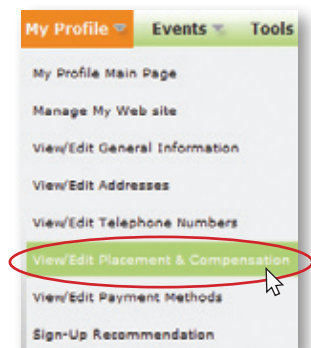 My Profile Events Tools
My Profile Main Page
Manage My Web site
View/Edit General Information
View/Edit Addresses
View/Edit Telephone Numbers
View/Edit Placement & Compensation
View/Edit Payment Methods
Sign-Up Recommendation